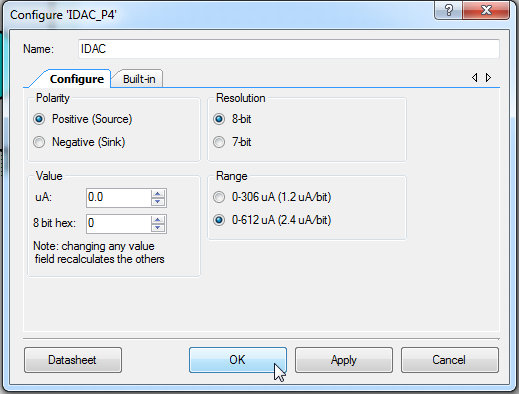 Configure 'IDAC_P4'
Name: IDAC
Configure Built-in
Polarity
Positive (Source)
Negative (Sink)
Resolution
8-bit
7-bit
Value
uA: 0.0
8 bit hex: 0
Note: changing any value
field recalculates the others
Range
0-306 uA (1.2 uA/bit)
0-612 uA (2.4 uA/bit)
Datasheet OK Apply Cancel